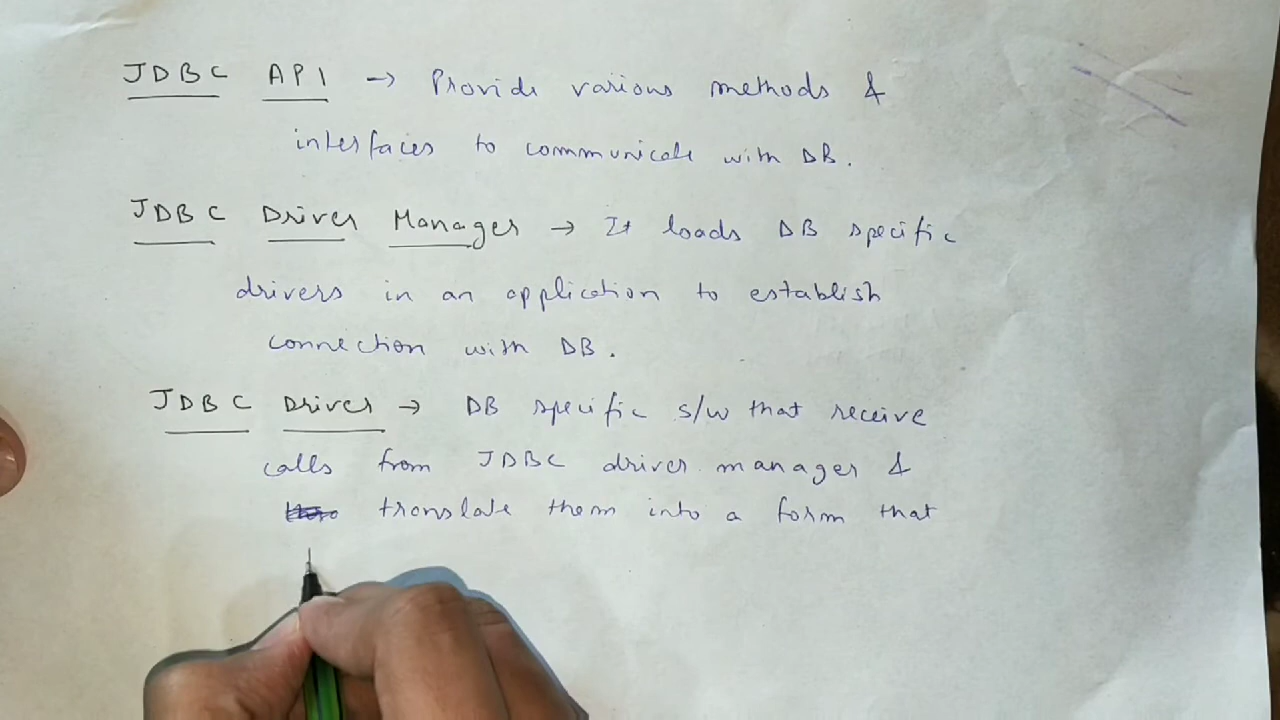 JDBC API → Provide various methods &
interfaces to communicate with DB.
JDBC Driver Manager → It loads DB specific
drivers in an application to establish
connection with DB.
JDBC Driver → DB specific s/w that receive
calls from JDBC driver manager &
translate them into a form that